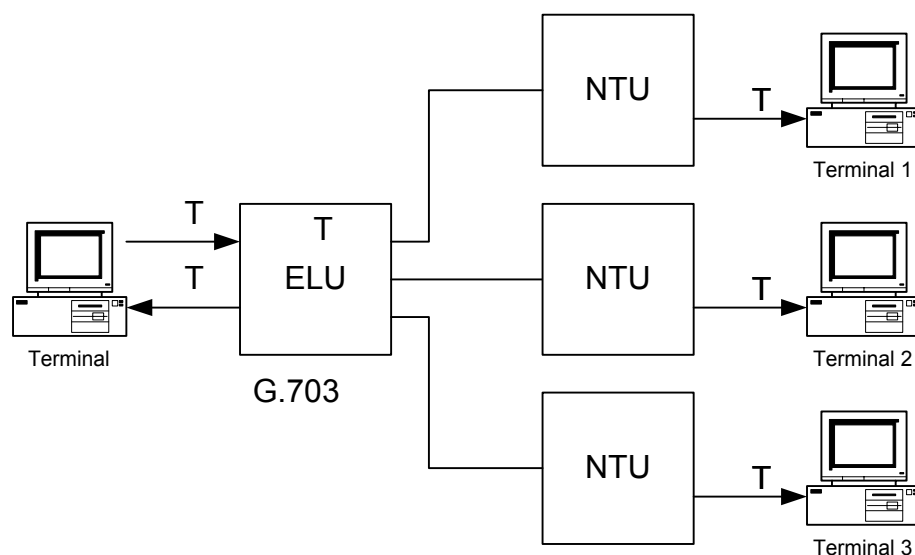 NTU
T
Terminal 1
T
T
ELU
T
Terminal
G.703
NTU
T
Terminal 2
NTU
T
Terminal 3